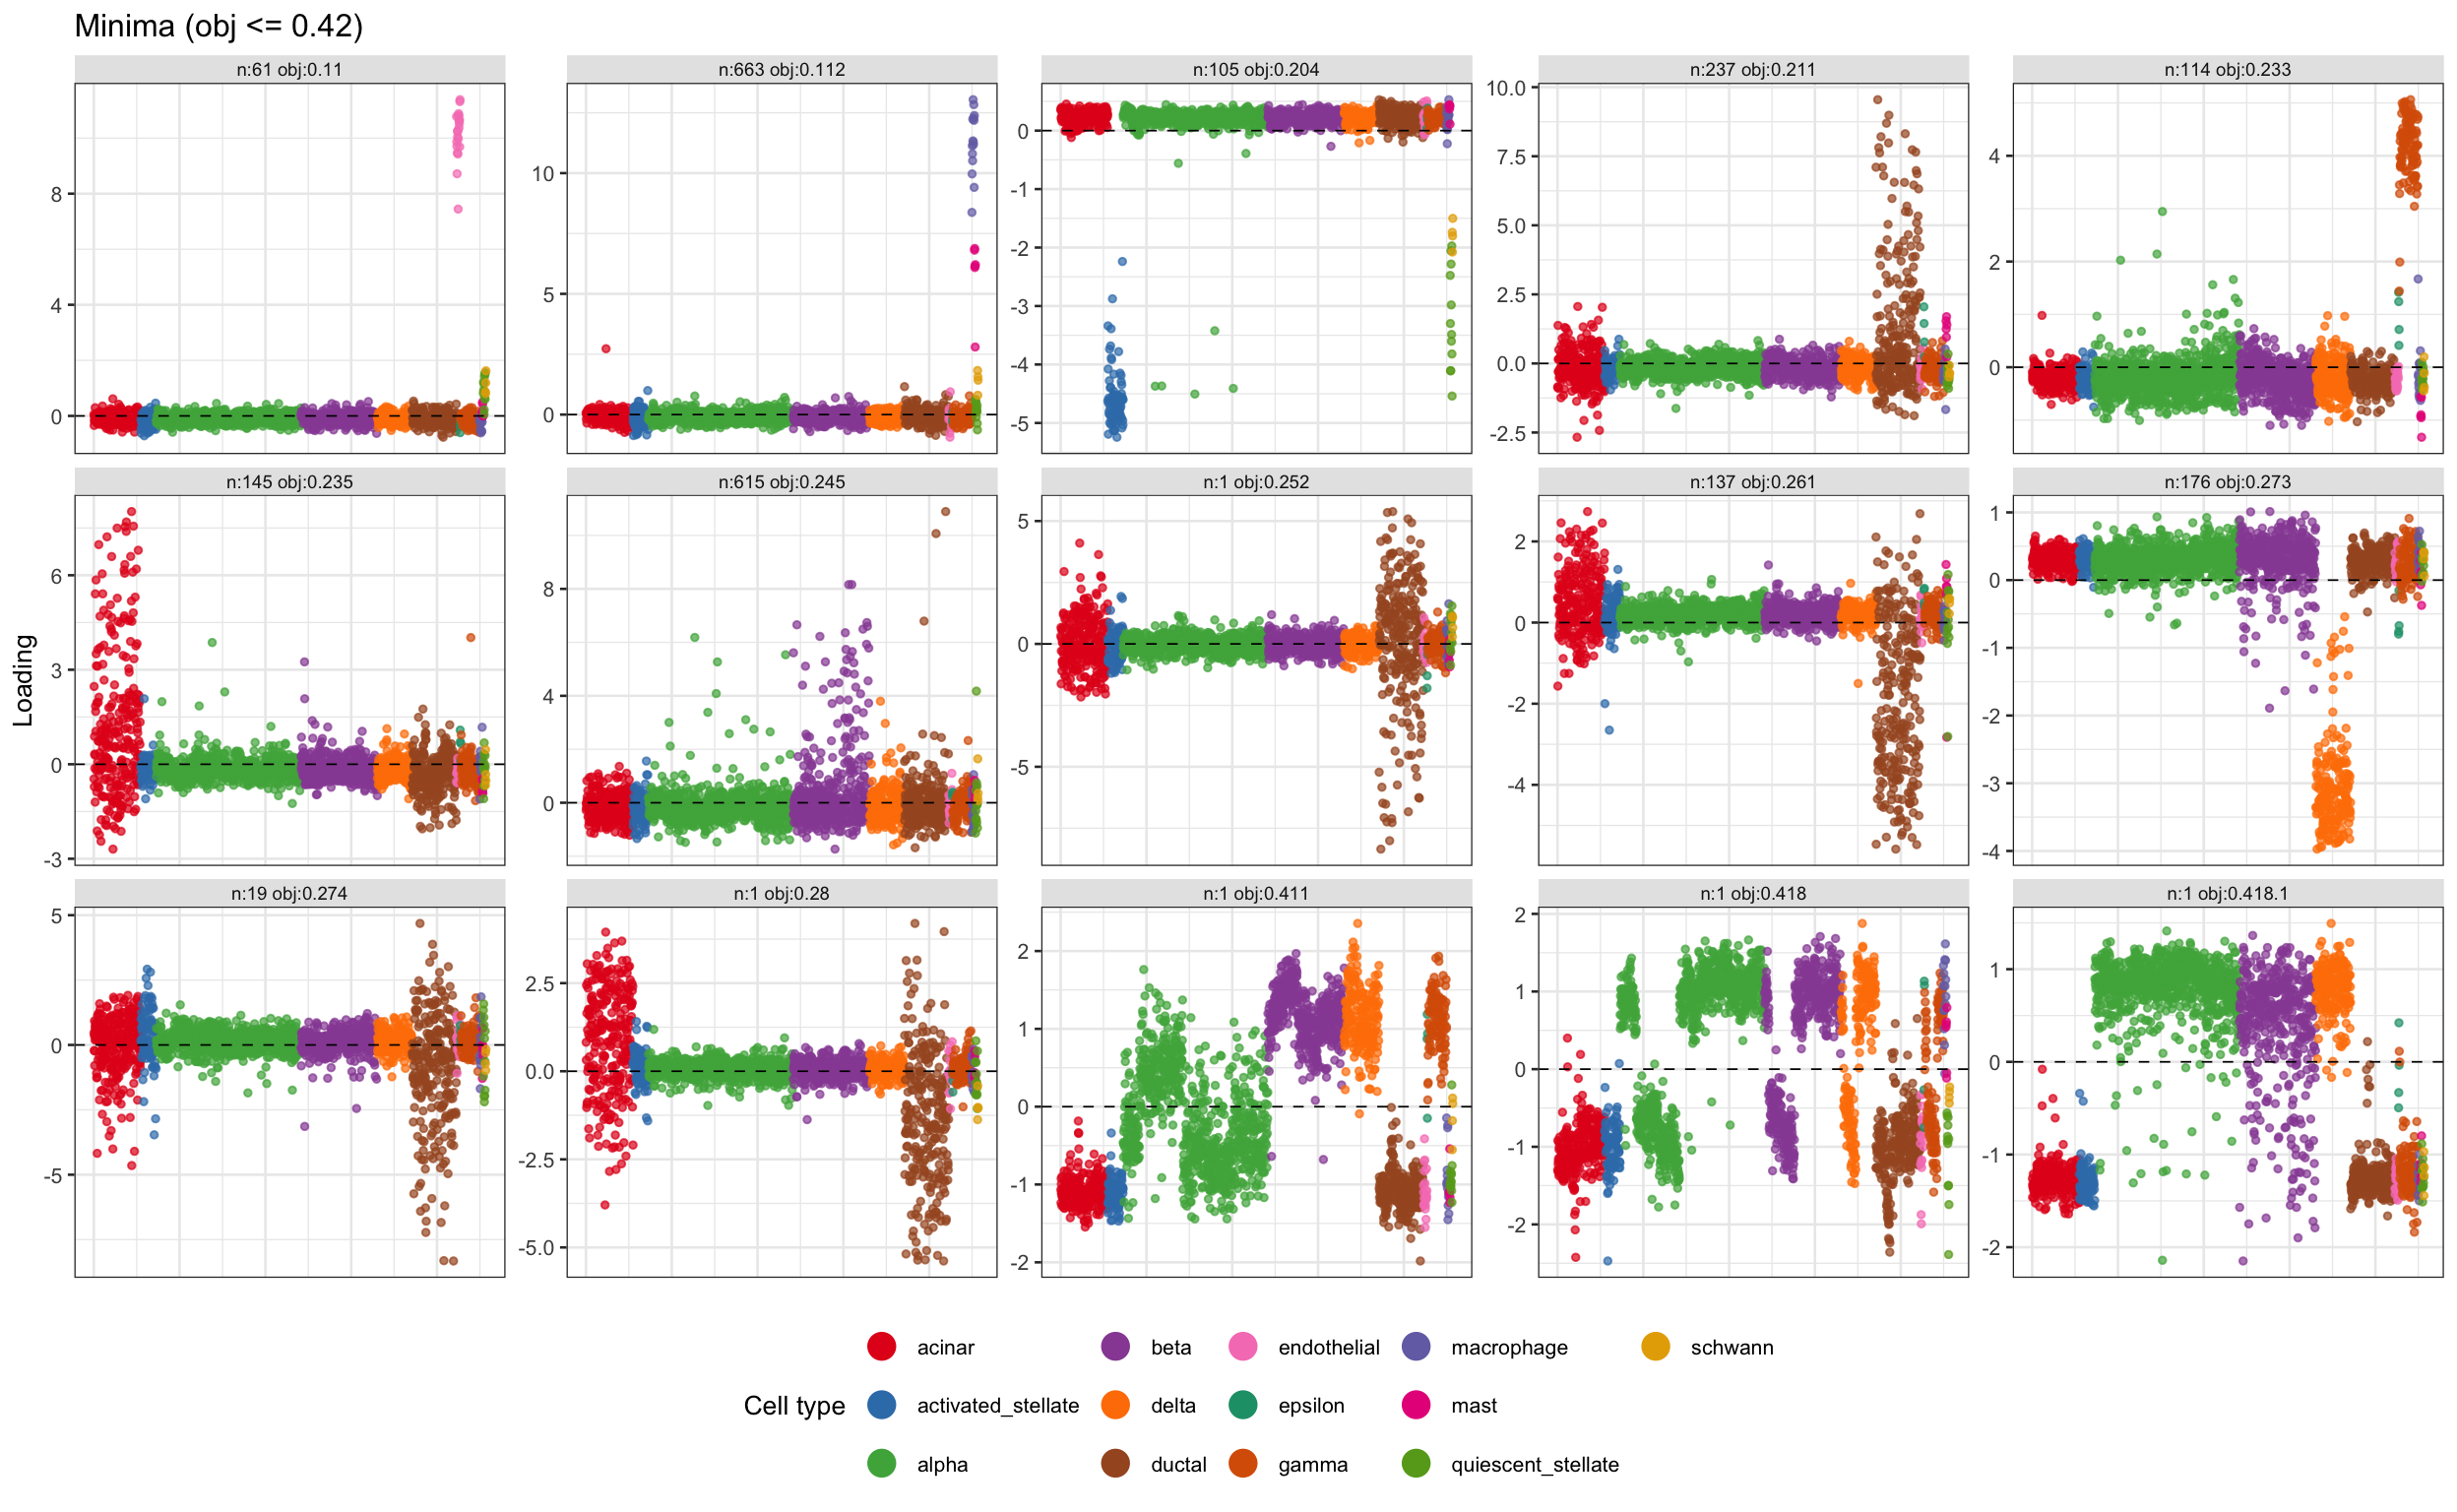 Minima (obj <= 0.42)
n:61 obj:0.11
n:663 obj:0.112
n:105 obj:0.204
n:237 obj:0.211
n:114 obj:0.233
8
4
0
10
5
0
0
-1
-2
-3
-4
-5
10.0
7.5
5.0
2.5
0.0
-2.5
4
2
0
n:145 obj:0.235
n:615 obj:0.245
n:1 obj:0.252
n:137 obj:0.261
n:176 obj:0.273
6
3
0
-3
8
4
0
5
0
-5
2
0
-2
-4
1
0
-1
-2
-3
-4
Loading
n:19 obj:0.274
n:1 obj:0.28
n:1 obj:0.411
n:1 obj:0.418
n:1 obj:0.418.1
5
0
-5
2.5
0.0
-2.5
-5.0
2
1
0
-1
-2
2
1
0
-1
-2
1
0
-1
-2
Cell type
acinar
beta
endothelial
macrophage
schwann
activated_stellate
delta
epsilon
mast
alpha
ductal
gamma
quiescent_stellate